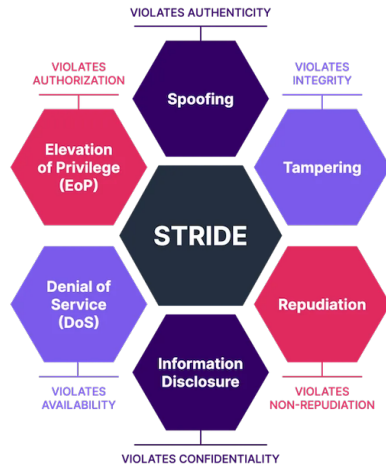 VIOLATES AUTHENTICITY
Spoofing
VIOLATES
INTEGRITY
Tampering
VIOLATES
AUTHORIZATION
Elevation
of Privilege
(EoP)
STRIDE
Denial of
Service
(DoS)
VIOLATES
AVAILABILITY
Repudiation
VIOLATES
NON-REPUDIATION
Information
Disclosure
VIOLATES CONFIDENTIALITY